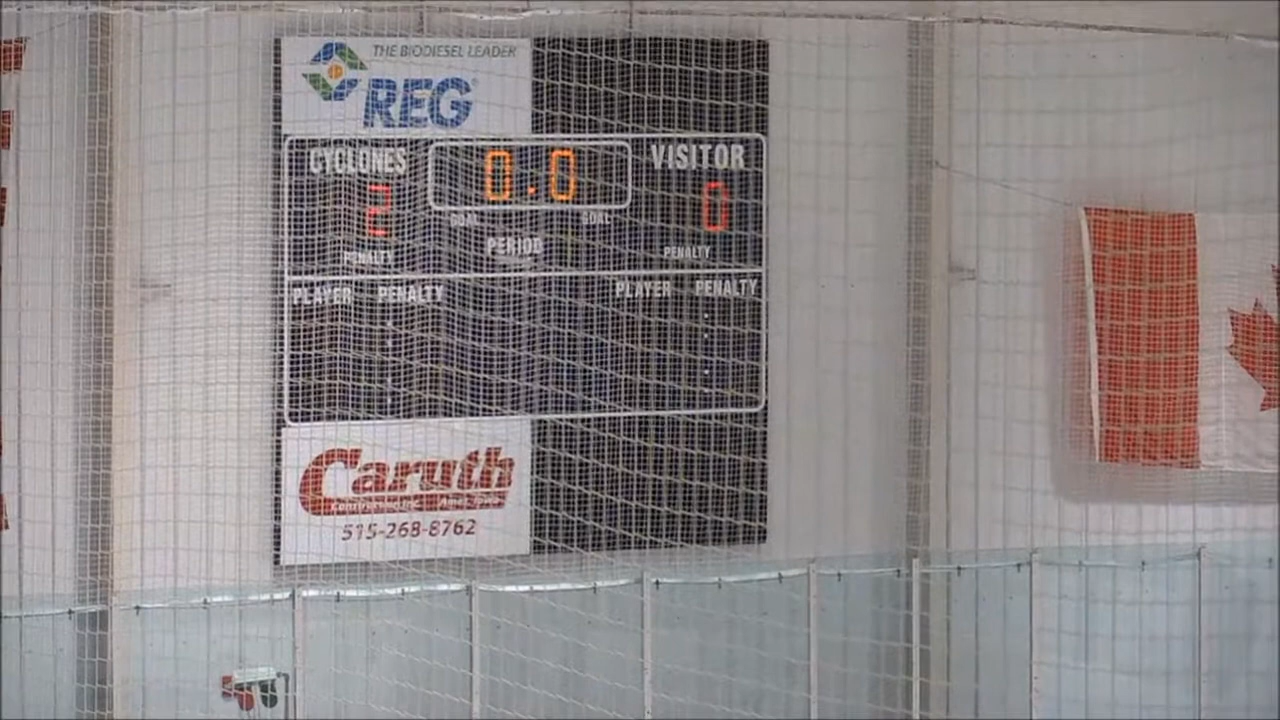 THE BIODIESEL LEADER
REG
CYCLONES 0.0 VISITOR
2 0
GOAL GOAL
PENALTY PERIOD PENALTY
PLAYER PENALTY PLAYER PENALTY
Caruth
515-268-8762